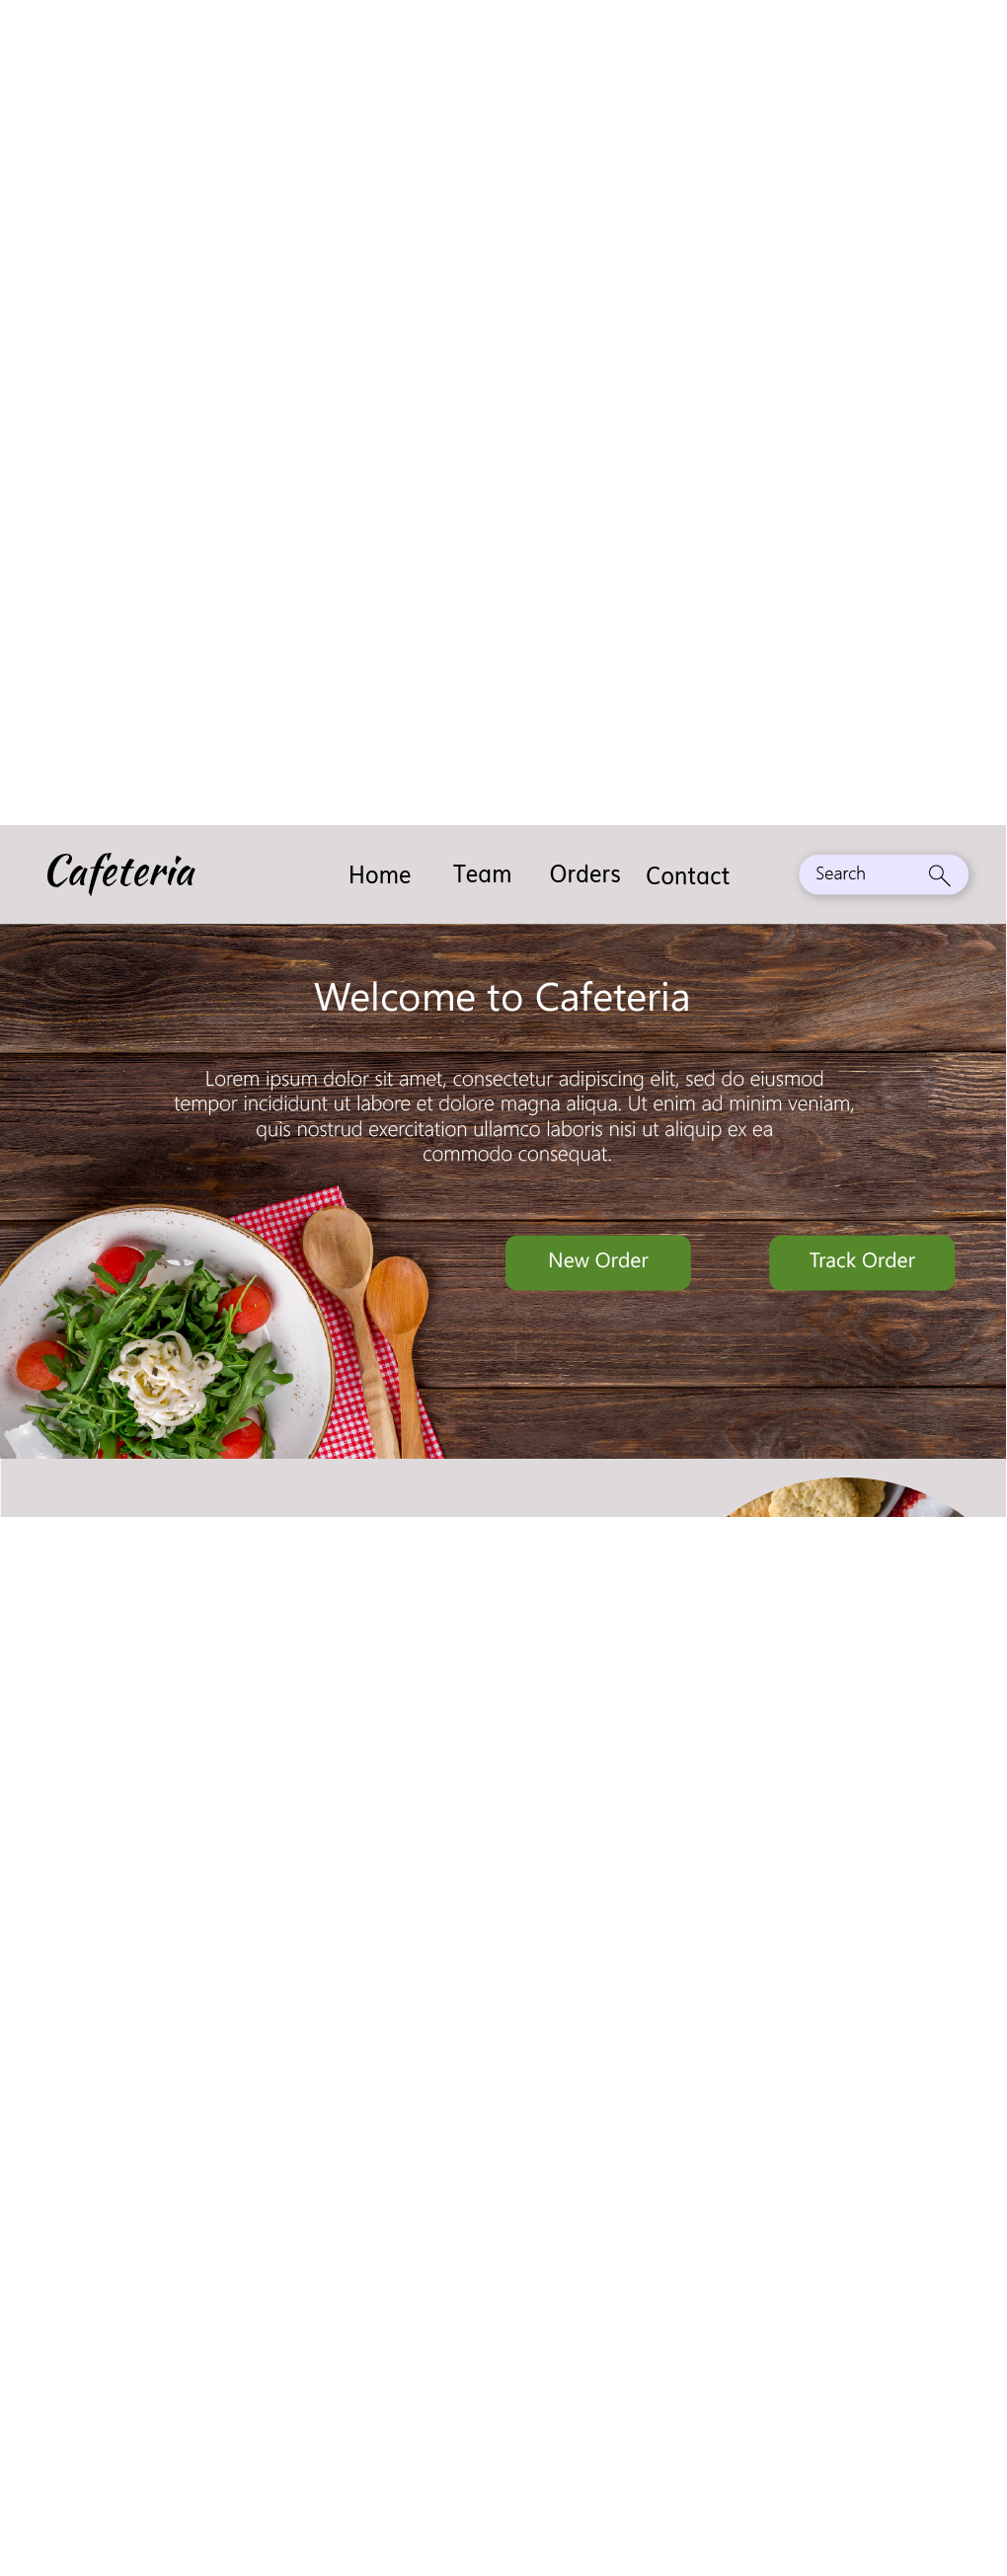 Cafeteria
Home Team Orders Contact
Search
Welcome to Cafeteria
Lorem ipsum dolor sit amet, consectetur adipiscing elit, sed do eiusmod
tempor incididunt ut labore et dolore magna aliqua. Ut enim ad minim veniam,
quis nostrud exercitation ullamco laboris nisi ut aliquip ex ea
commodo consequat.
New Order
Track Order